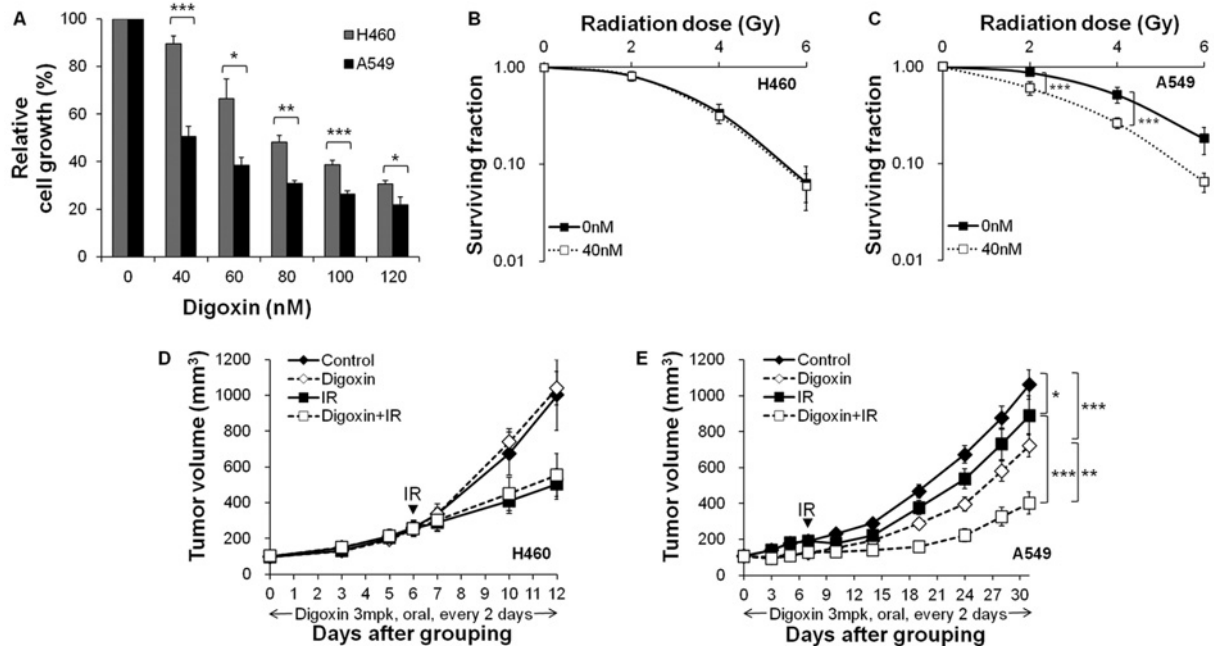 A
Relative
cell growth (%)
100
80
60
40
20
0
***
*
**
***
*
H460
A549
0 40 60 80 100 120
Digoxin (nM)
B
Radiation dose (Gy)
0 2 4 6
Surviving fraction
1.00
0.10
0.01
H460
0nM
40nM
C
Radiation dose (Gy)
0 2 4 6
Surviving fraction
1.00
0.10
0.01
A549
***
***
0nM
40nM
D
Tumor volume (mm³)
1200
1000
800
600
400
200
0
Control
Digoxin
IR
Digoxin+IR
IR
H460
0 1 2 3 4 5 6 7 8 9 10 11 12
Digoxin 3mpk, oral, every 2 days
Days after grouping
E
Tumor volume (mm³)
1200
1000
800
600
400
200
0
Control
Digoxin
IR
Digoxin+IR
IR
*
***
***
**
A549
0 3 5 8 10 13 15 18 21 24 27 30
Digoxin 3mpk, oral, every 2 days
Days after grouping